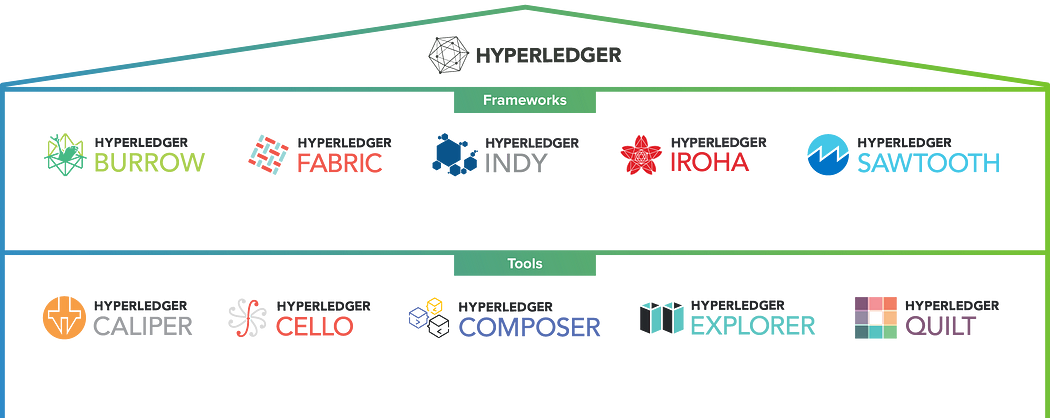 HYPERLEDGER
Frameworks
HYPERLEDGER
BURROW
HYPERLEDGER
FABRIC
HYPERLEDGER
INDY
HYPERLEDGER
IROHA
HYPERLEDGER
SAWTOOTH
Tools
HYPERLEDGER
CALIPER
HYPERLEDGER
CELLO
HYPERLEDGER
COMPOSER
HYPERLEDGER
EXPLORER
HYPERLEDGER
QUILT